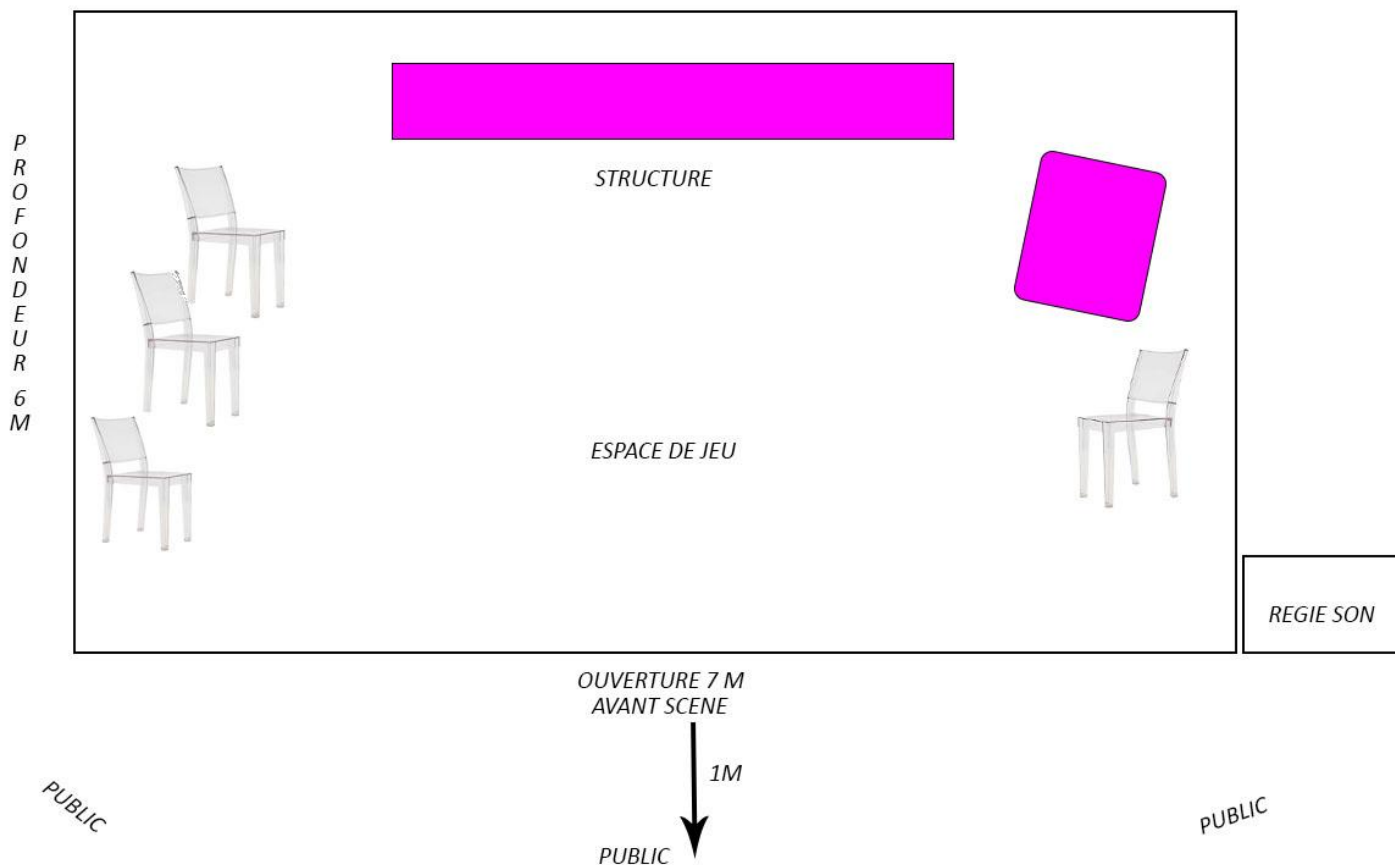 PROFONDEUR 6 M
STRUCTURE
ESPACE DE JEU
REGIE SON
OUVERTURE 7 M
AVANT SCENE
1M
PUBLIC
PUBLIC
PUBLIC